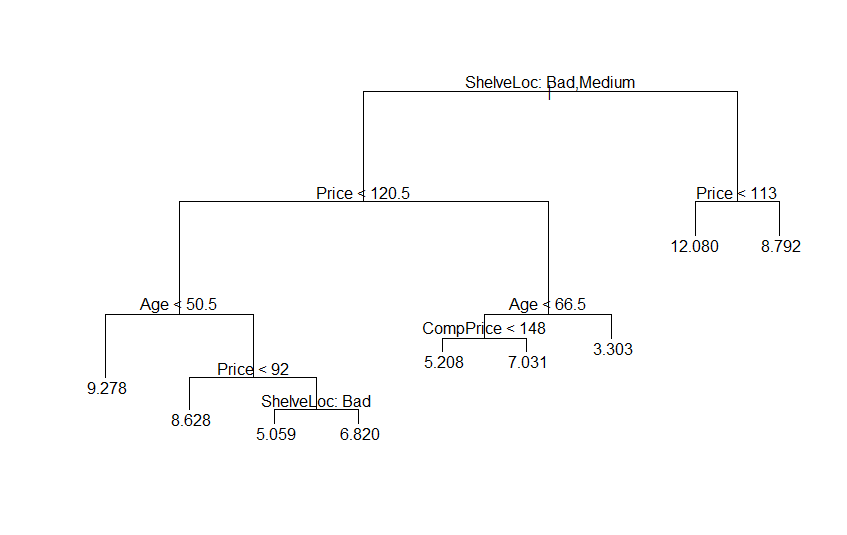 ShelveLoc: Bad,Medium
Price < 120.5
Price < 113
12.080
8.792
Age < 50.5
Age < 66.5
CompPrice < 148
5.208
7.031
3.303
9.278
Price < 92
8.628
ShelveLoc: Bad
5.059
6.820